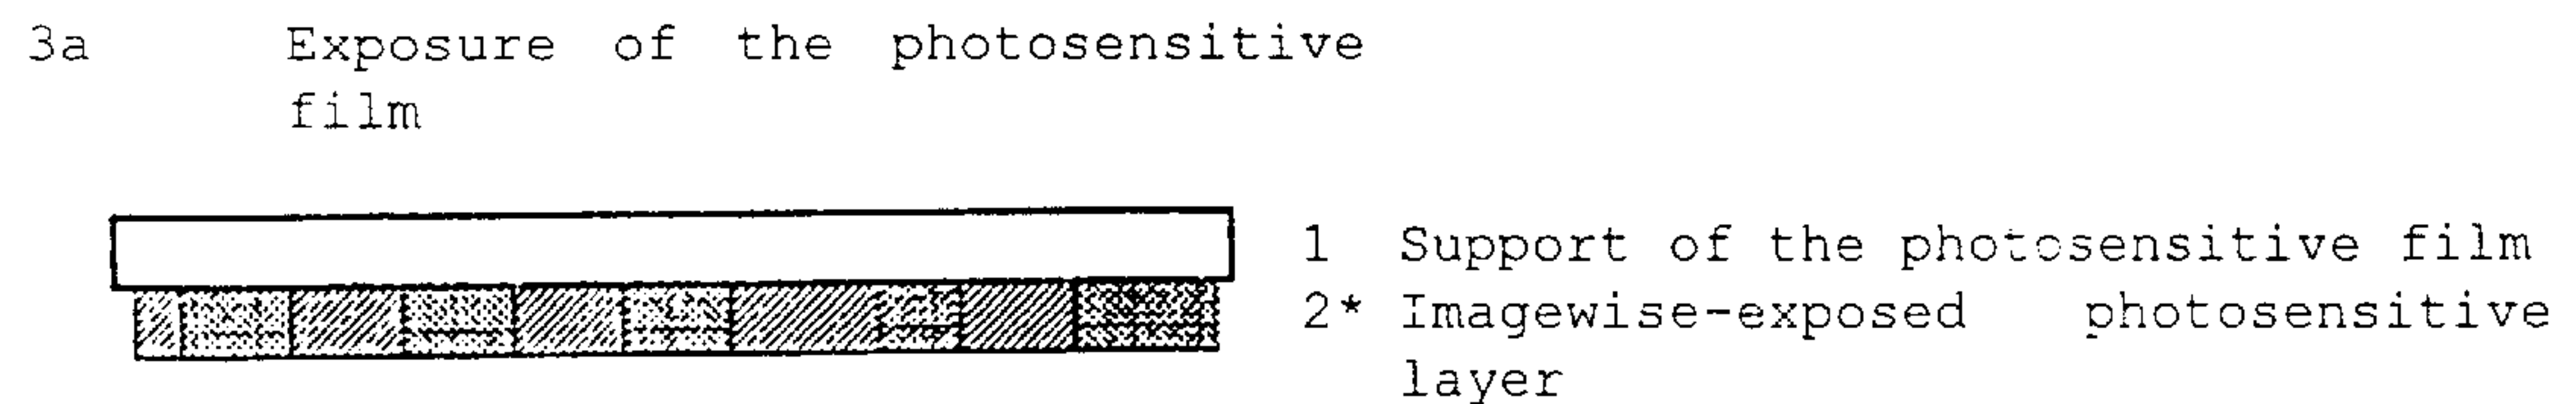 3a Exposure of the photosensitive
film
1 Support of the photosensitive film
2* Imagewise-exposed photosensitive
layer